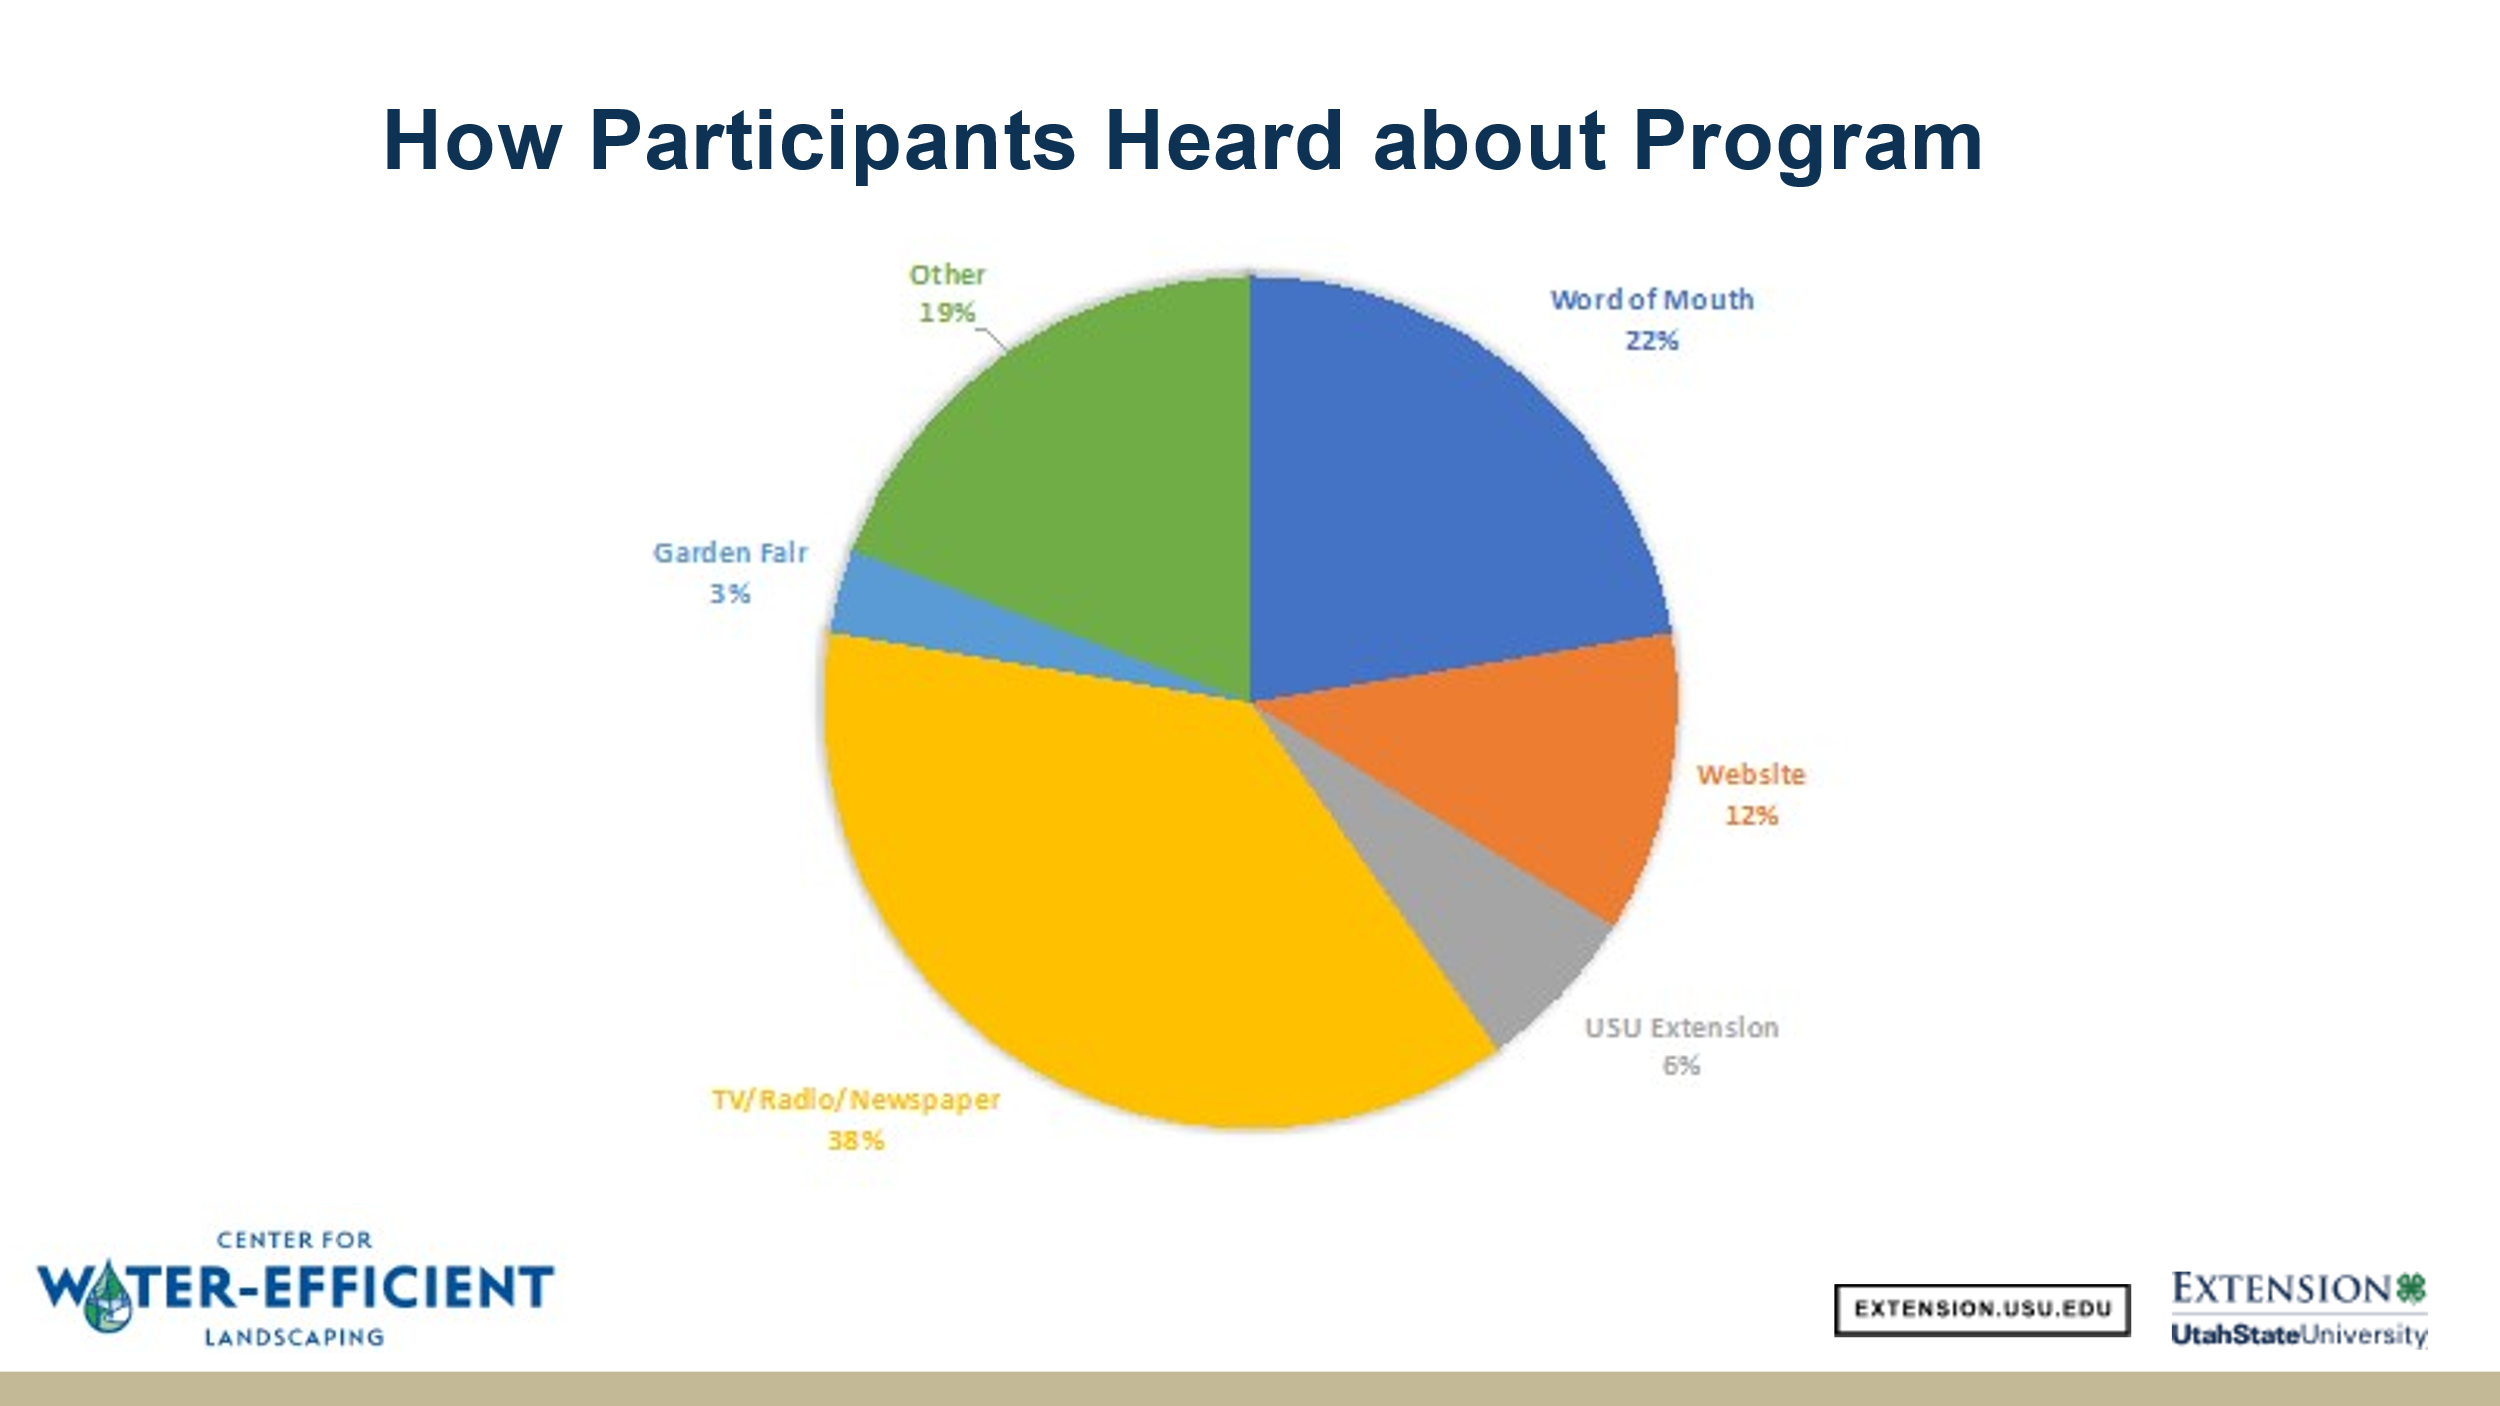 How Participants Heard about Program
Other
19%
Word of Mouth
22%
Garden Fair
3%
Website
12%
USU Extension
6%
TV/Radio/Newspaper
38%
CENTER FOR
WATER-EFFICIENT
LANDSCAPING
EXTENSION.USU.EDU
EXTENSION
UtahStateUniversity